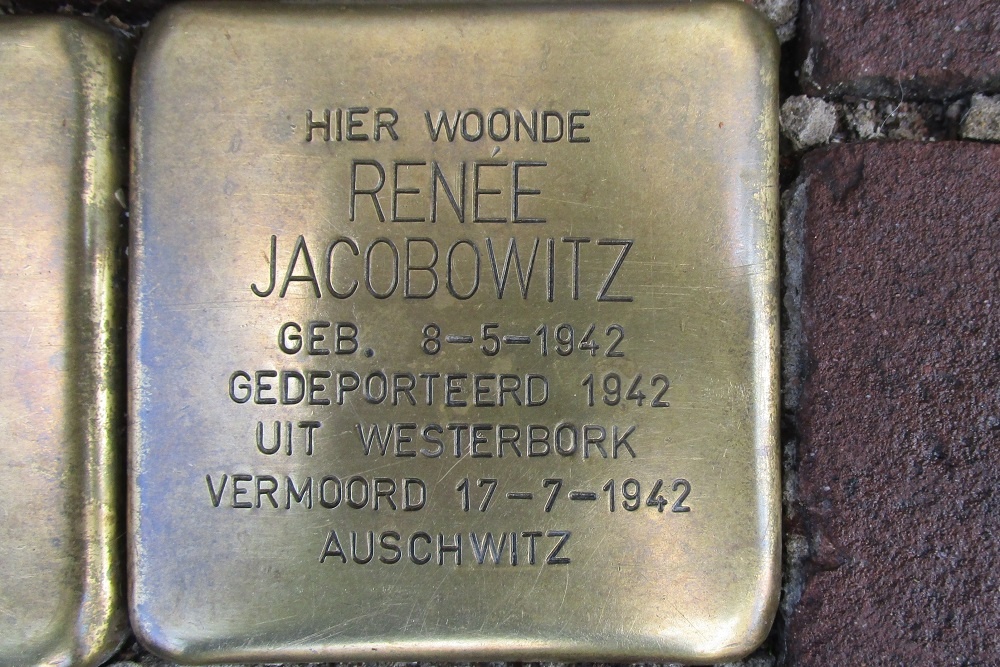 HIER WOONDE
RENÉE
JACOBOWITZ
GEB. 8-5-1942
GEDEPORTEERD 1942
UIT WESTERBORK
VERMOORD 17-7-1942
AUSCHWITZ